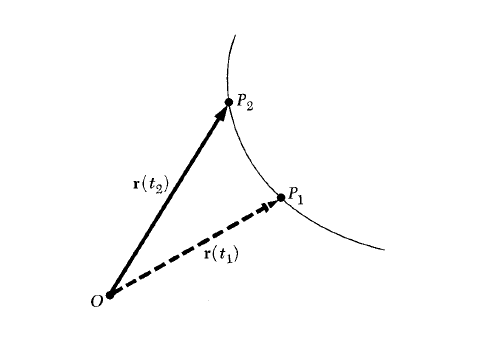 P₂
r(t₂)
P₁
r(t₁)
O